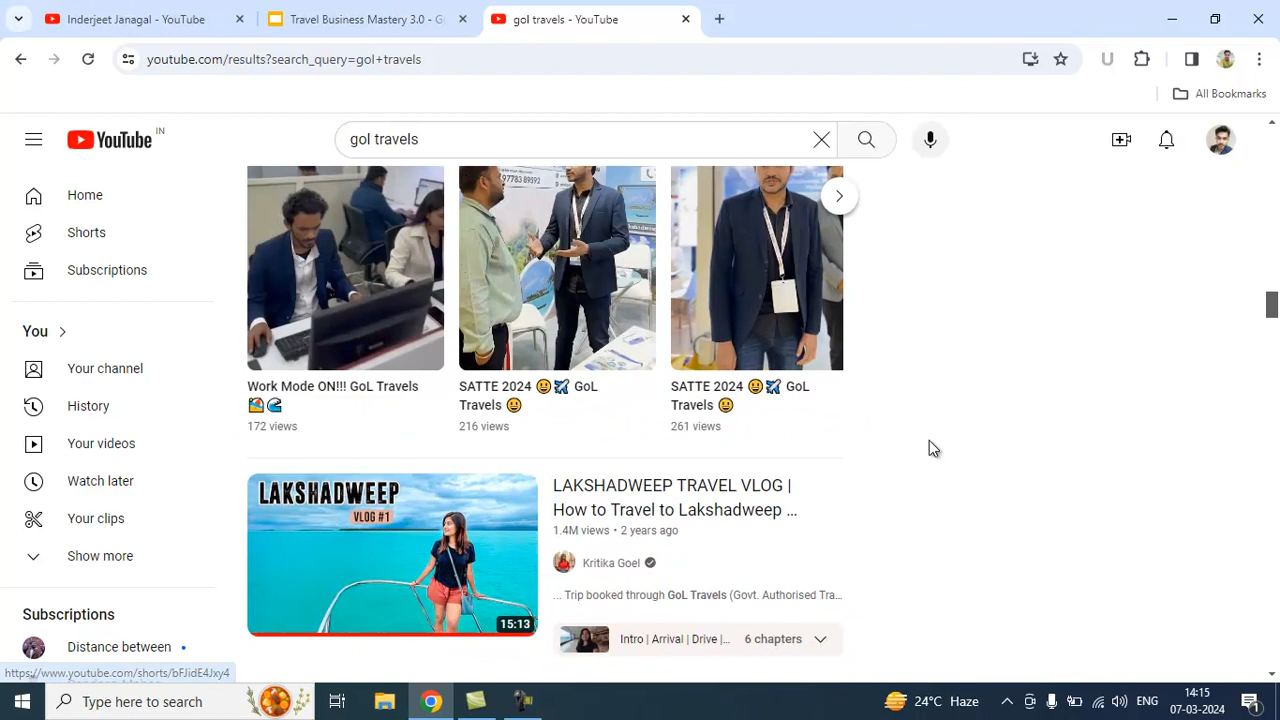 Inderjeet Janagal - YouTube
Travel Business Mastery 3.0 - G
gol travels - YouTube
youtube.com/results?search_query=gol+travels
All Bookmarks
YouTube IN
gol travels
Home
Shorts
Subscriptions
You
Your channel
History
Your videos
Watch later
Your clips
Show more
Subscriptions
Distance between
97783 89592
Work Mode ON!!! GoL Travels
🏖️🌊
172 views
SATTE 2024 😀✈️ GoL
Travels 😀
216 views
SATTE 2024 😀✈️ GoL
Travels 😀
261 views
LAKSHADWEEP
VLOG #1
15:13
LAKSHADWEEP TRAVEL VLOG |
How to Travel to Lakshadweep ...
1.4M views • 2 years ago
Kritika Goel
... Trip booked through GoL Travels (Govt. Authorised Tra...
Intro | Arrival | Drive |... 6 chapters
https://www.youtube.com/shorts/bFJidE4Jxy4
Type here to search
24°C Haze
ENG
14:15
07-03-2024
1